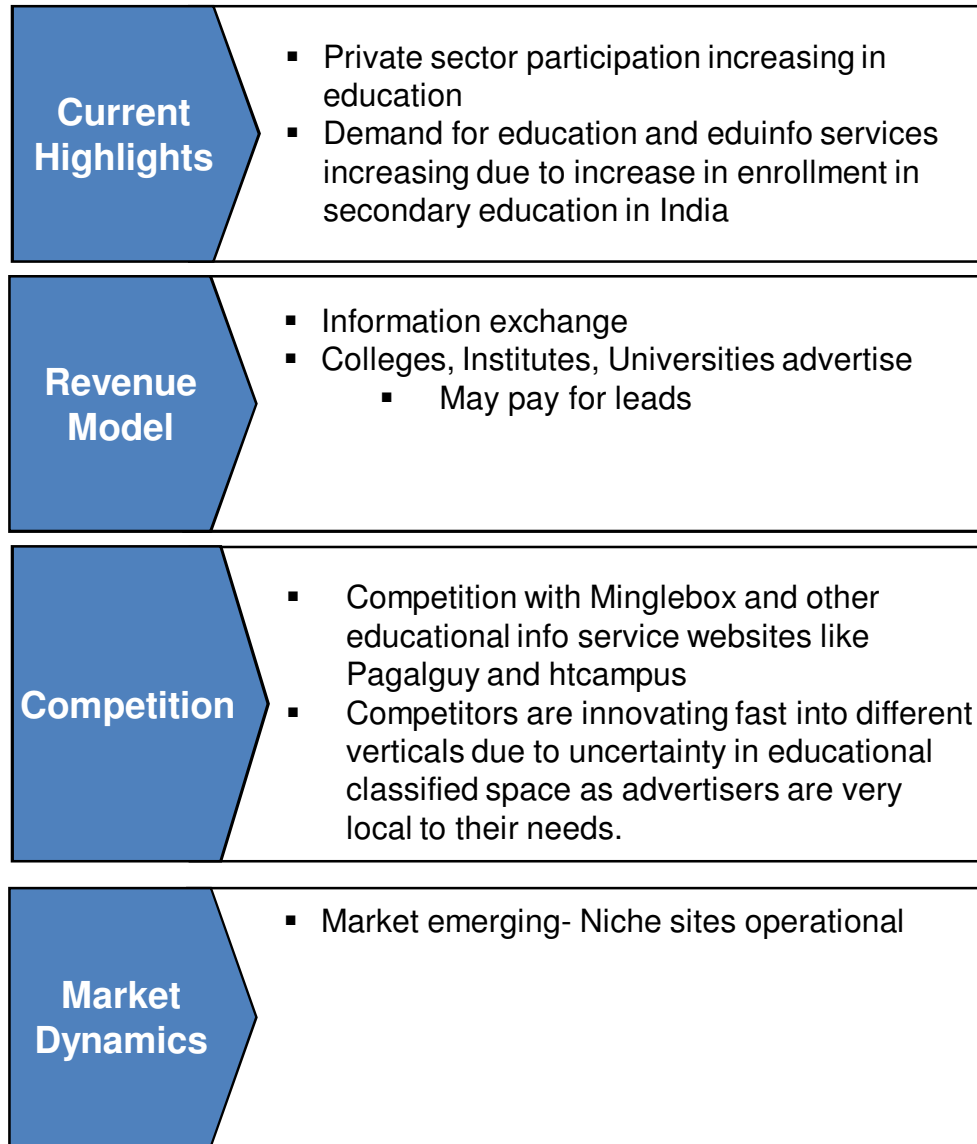 Current
Highlights
▪ Private sector participation increasing in
education
▪ Demand for education and eduinfo services
increasing due to increase in enrollment in
secondary education in India
Revenue
Model
▪ Information exchange
▪ Colleges, Institutes, Universities advertise
▪ May pay for leads
Competition
▪ Competition with Minglebox and other
educational info service websites like
Pagalguy and htcampus
▪ Competitors are innovating fast into different
verticals due to uncertainty in educational
classified space as advertisers are very
local to their needs.
Market
Dynamics
▪ Market emerging- Niche sites operational